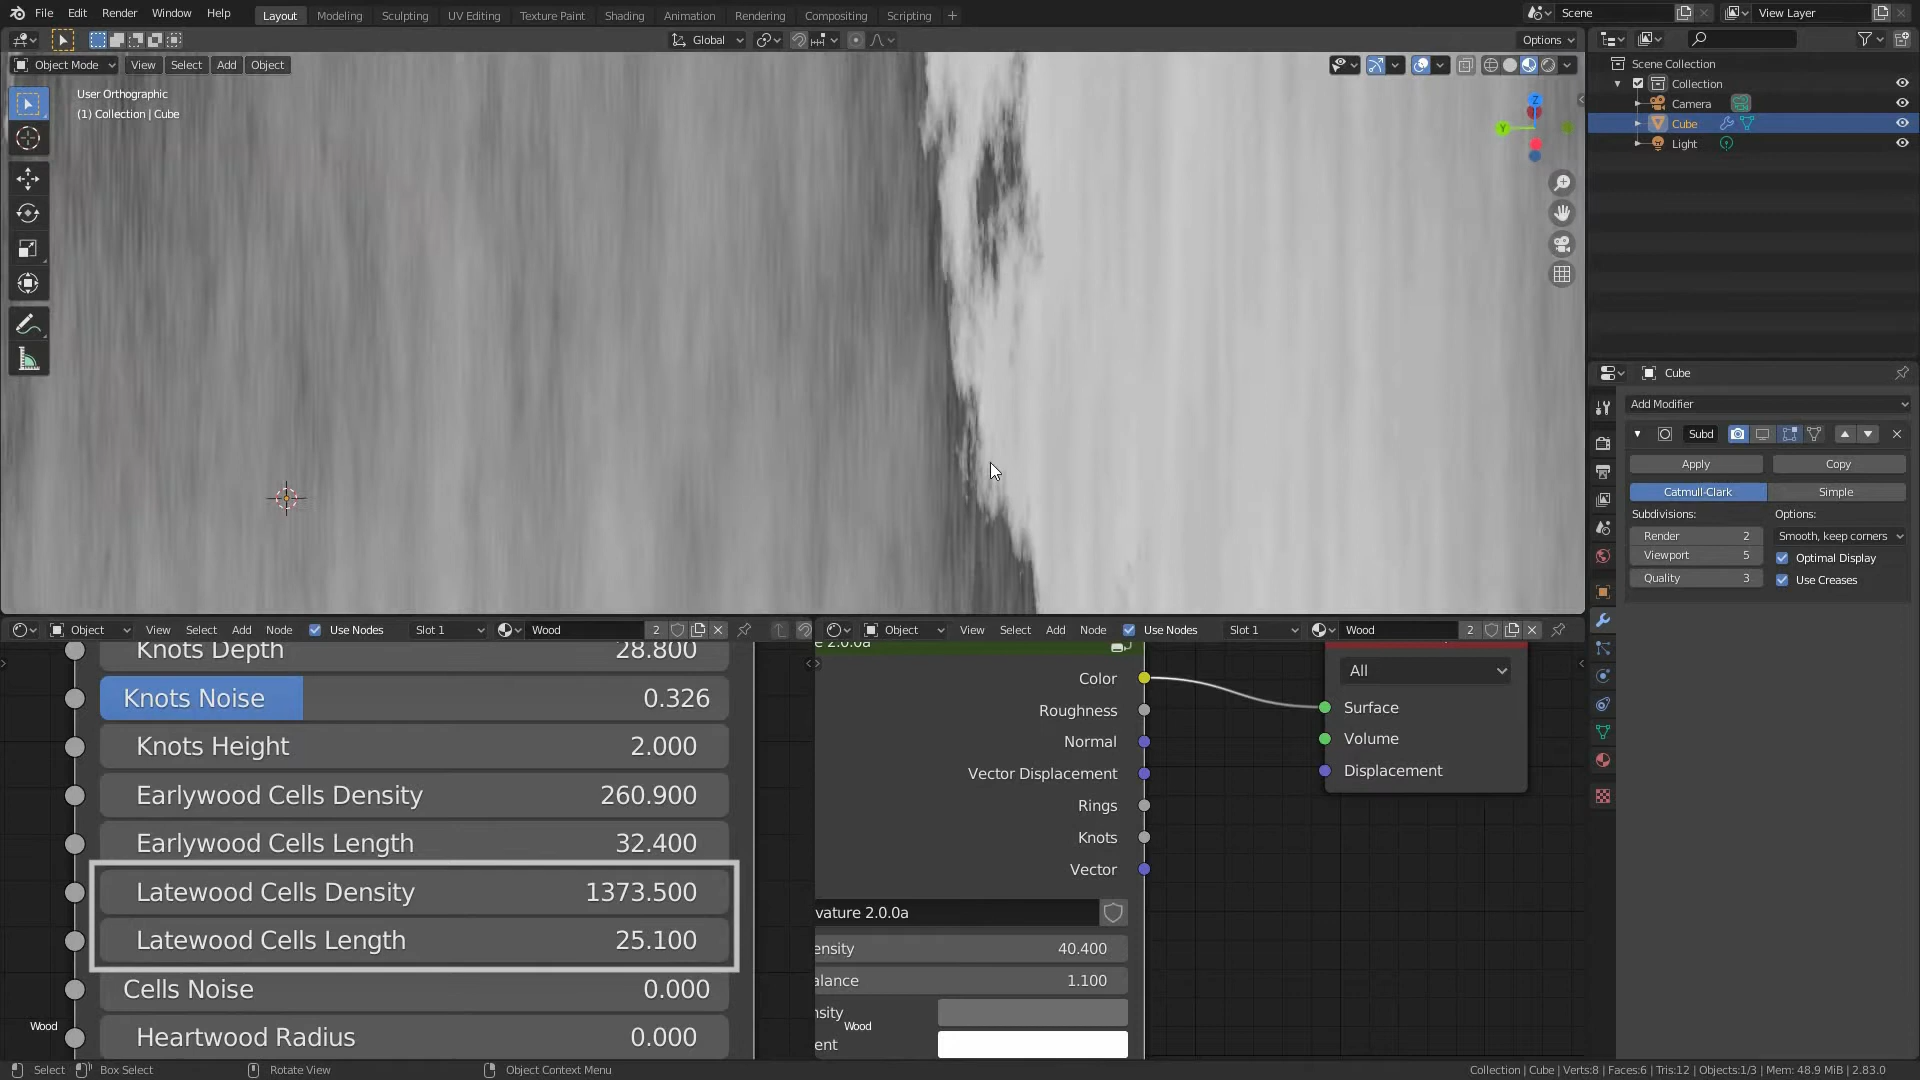 File Edit Render Window Help
Layout Modeling Sculpting UV Editing Texture Paint Shading Animation Rendering Compositing Scripting +
Scene
View Layer
Global
Options
Object Mode View Select Add Object
User Orthographic
(1) Collection | Cube
Z
Y
Scene Collection
Collection
Camera
Cube
Light
Cube
Add Modifier
Subd
Apply Copy
Catmull-Clark Simple
Subdivisions: Options:
Render 2 Smooth, keep corners
Viewport 5 Optimal Display
Quality 3 Use Creases
Object View Select Add Node Use Nodes Slot 1 Wood 2
Knots Depth 28.800
Knots Noise 0.326
Knots Height 2.000
Earlywood Cells Density 260.900
Earlywood Cells Length 32.400
Latewood Cells Density 1373.500
Latewood Cells Length 25.100
Cells Noise 0.000
Wood
Heartwood Radius 0.000
Object View Select Add Node Use Nodes Slot 1 Wood 2
e 2.0.0a
Color
Roughness
Normal
Vector Displacement
Rings
Knots
Vector
vature 2.0.0a
ensity 40.400
alance 1.100
nsity
Wood
ent
All
Surface
Volume
Displacement
Select Box Select Rotate View Object Context Menu
Collection | Cube | Verts:8 | Faces:6 | Tris:12 | Objects:1/3 | Mem: 48.9 MiB | 2.83.0